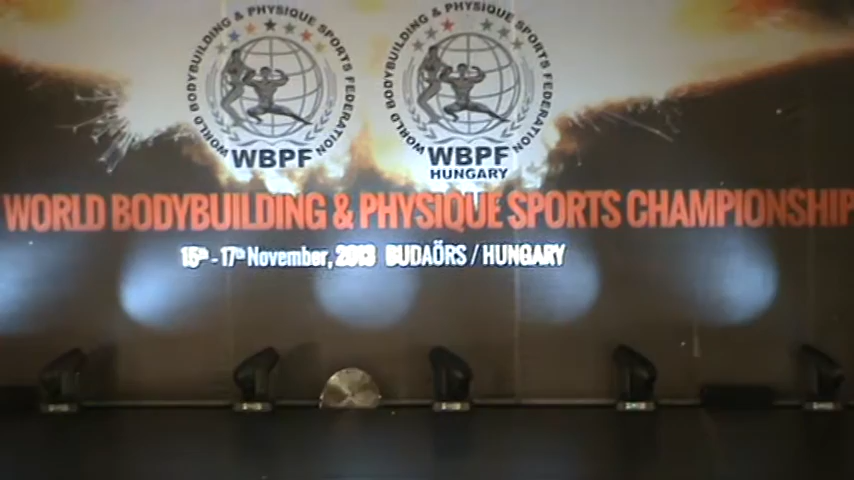 WORLD BODYBUILDING & PHYSIQUE SPORTS FEDERATION
WBPF
WORLD BODYBUILDING & PHYSIQUE SPORTS FEDERATION
WBPF
HUNGARY
WORLD BODYBUILDING & PHYSIQUE SPORTS CHAMPIONSHIP
15th - 17th November, 2013 BUDAÖRS / HUNGARY